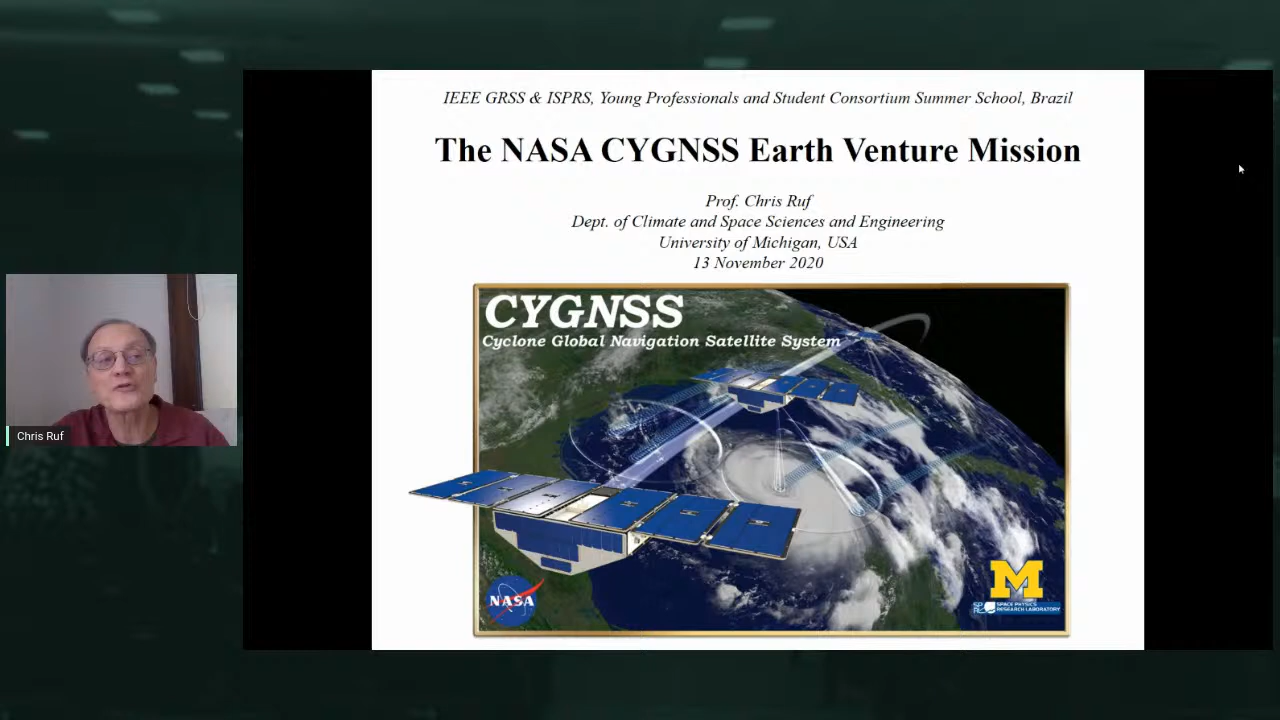 IEEE GRSS & ISPRS, Young Professionals and Student Consortium Summer School, Brazil
The NASA CYGNSS Earth Venture Mission
Prof. Chris Ruf
Dept. of Climate and Space Sciences and Engineering
University of Michigan, USA
13 November 2020
CYGNSS
Cyclone Global Navigation Satellite System
Chris Ruf
NASA
M
SPACE PHYSICS
RESEARCH LABORATORY